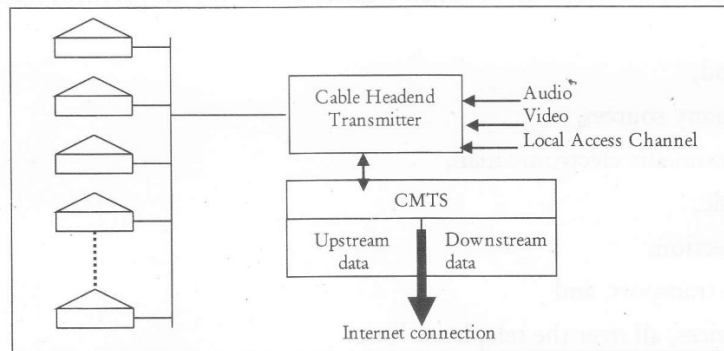 Cable Headend
Transmitter
Audio
Video
Local Access Channel
CMTS
Upstream
data
Downstream
data
Internet connection